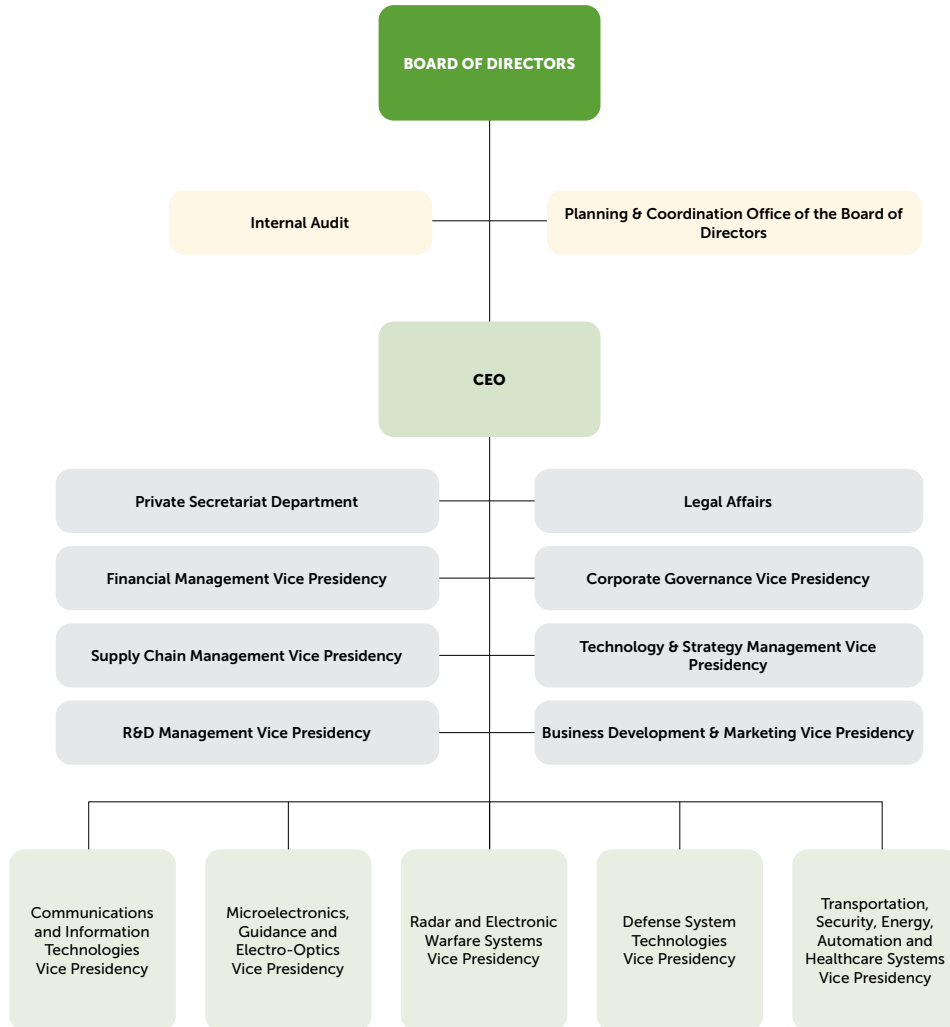 BOARD OF DIRECTORS
Internal Audit
Planning & Coordination Office of the Board of
Directors
CEO
Private Secretariat Department
Legal Affairs
Financial Management Vice Presidency
Corporate Governance Vice Presidency
Supply Chain Management Vice Presidency
Technology & Strategy Management Vice
Presidency
R&D Management Vice Presidency
Business Development & Marketing Vice Presidency
Communications
and Information
Technologies
Vice Presidency
Microelectronics,
Guidance and
Electro-Optics
Vice Presidency
Radar and Electronic
Warfare Systems
Vice Presidency
Defense System
Technologies
Vice Presidency
Transportation,
Security, Energy,
Automation and
Healthcare Systems
Vice Presidency